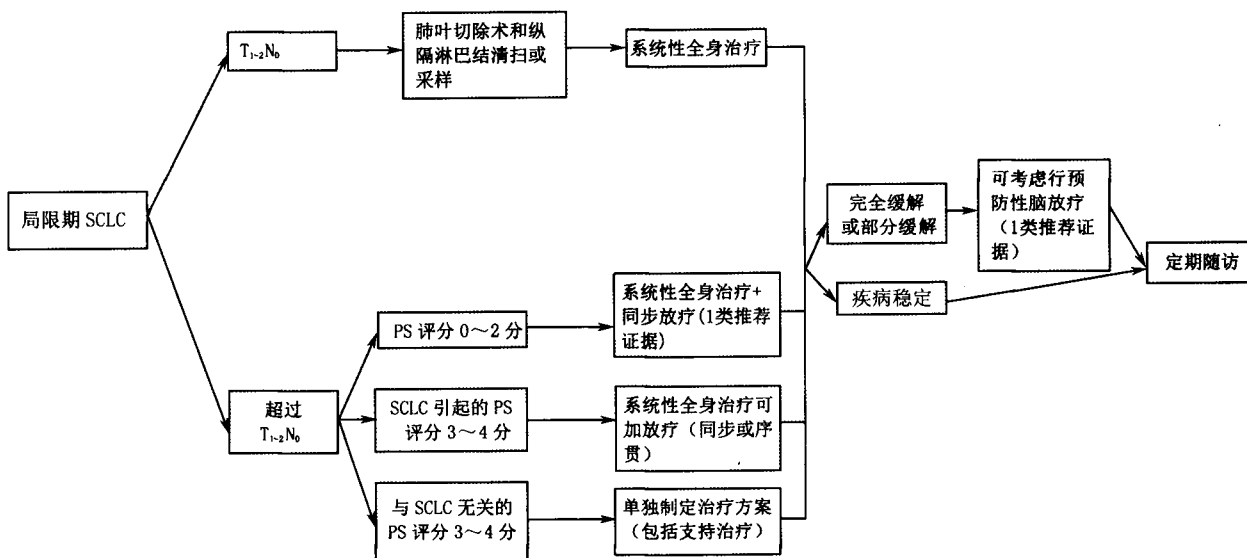 局限期 SCLC
T₁~₂N₀
肺叶切除术和纵
隔淋巴结清扫或
采样
系统性全身治疗
超过
T₁~₂N₀
PS 评分 0～2 分
系统性全身治疗+
同步放疗(1类推荐
证据)
SCLC 引起的 PS
评分 3～4 分
系统性全身治疗可
加放疗（同步或序
贯）
与 SCLC 无关的
PS 评分 3～4 分
单独制定治疗方案
（包括支持治疗）
完全缓解
或部分缓解
可考虑行预
防性脑放疗
（1类推荐证
据）
疾病稳定
定期随访